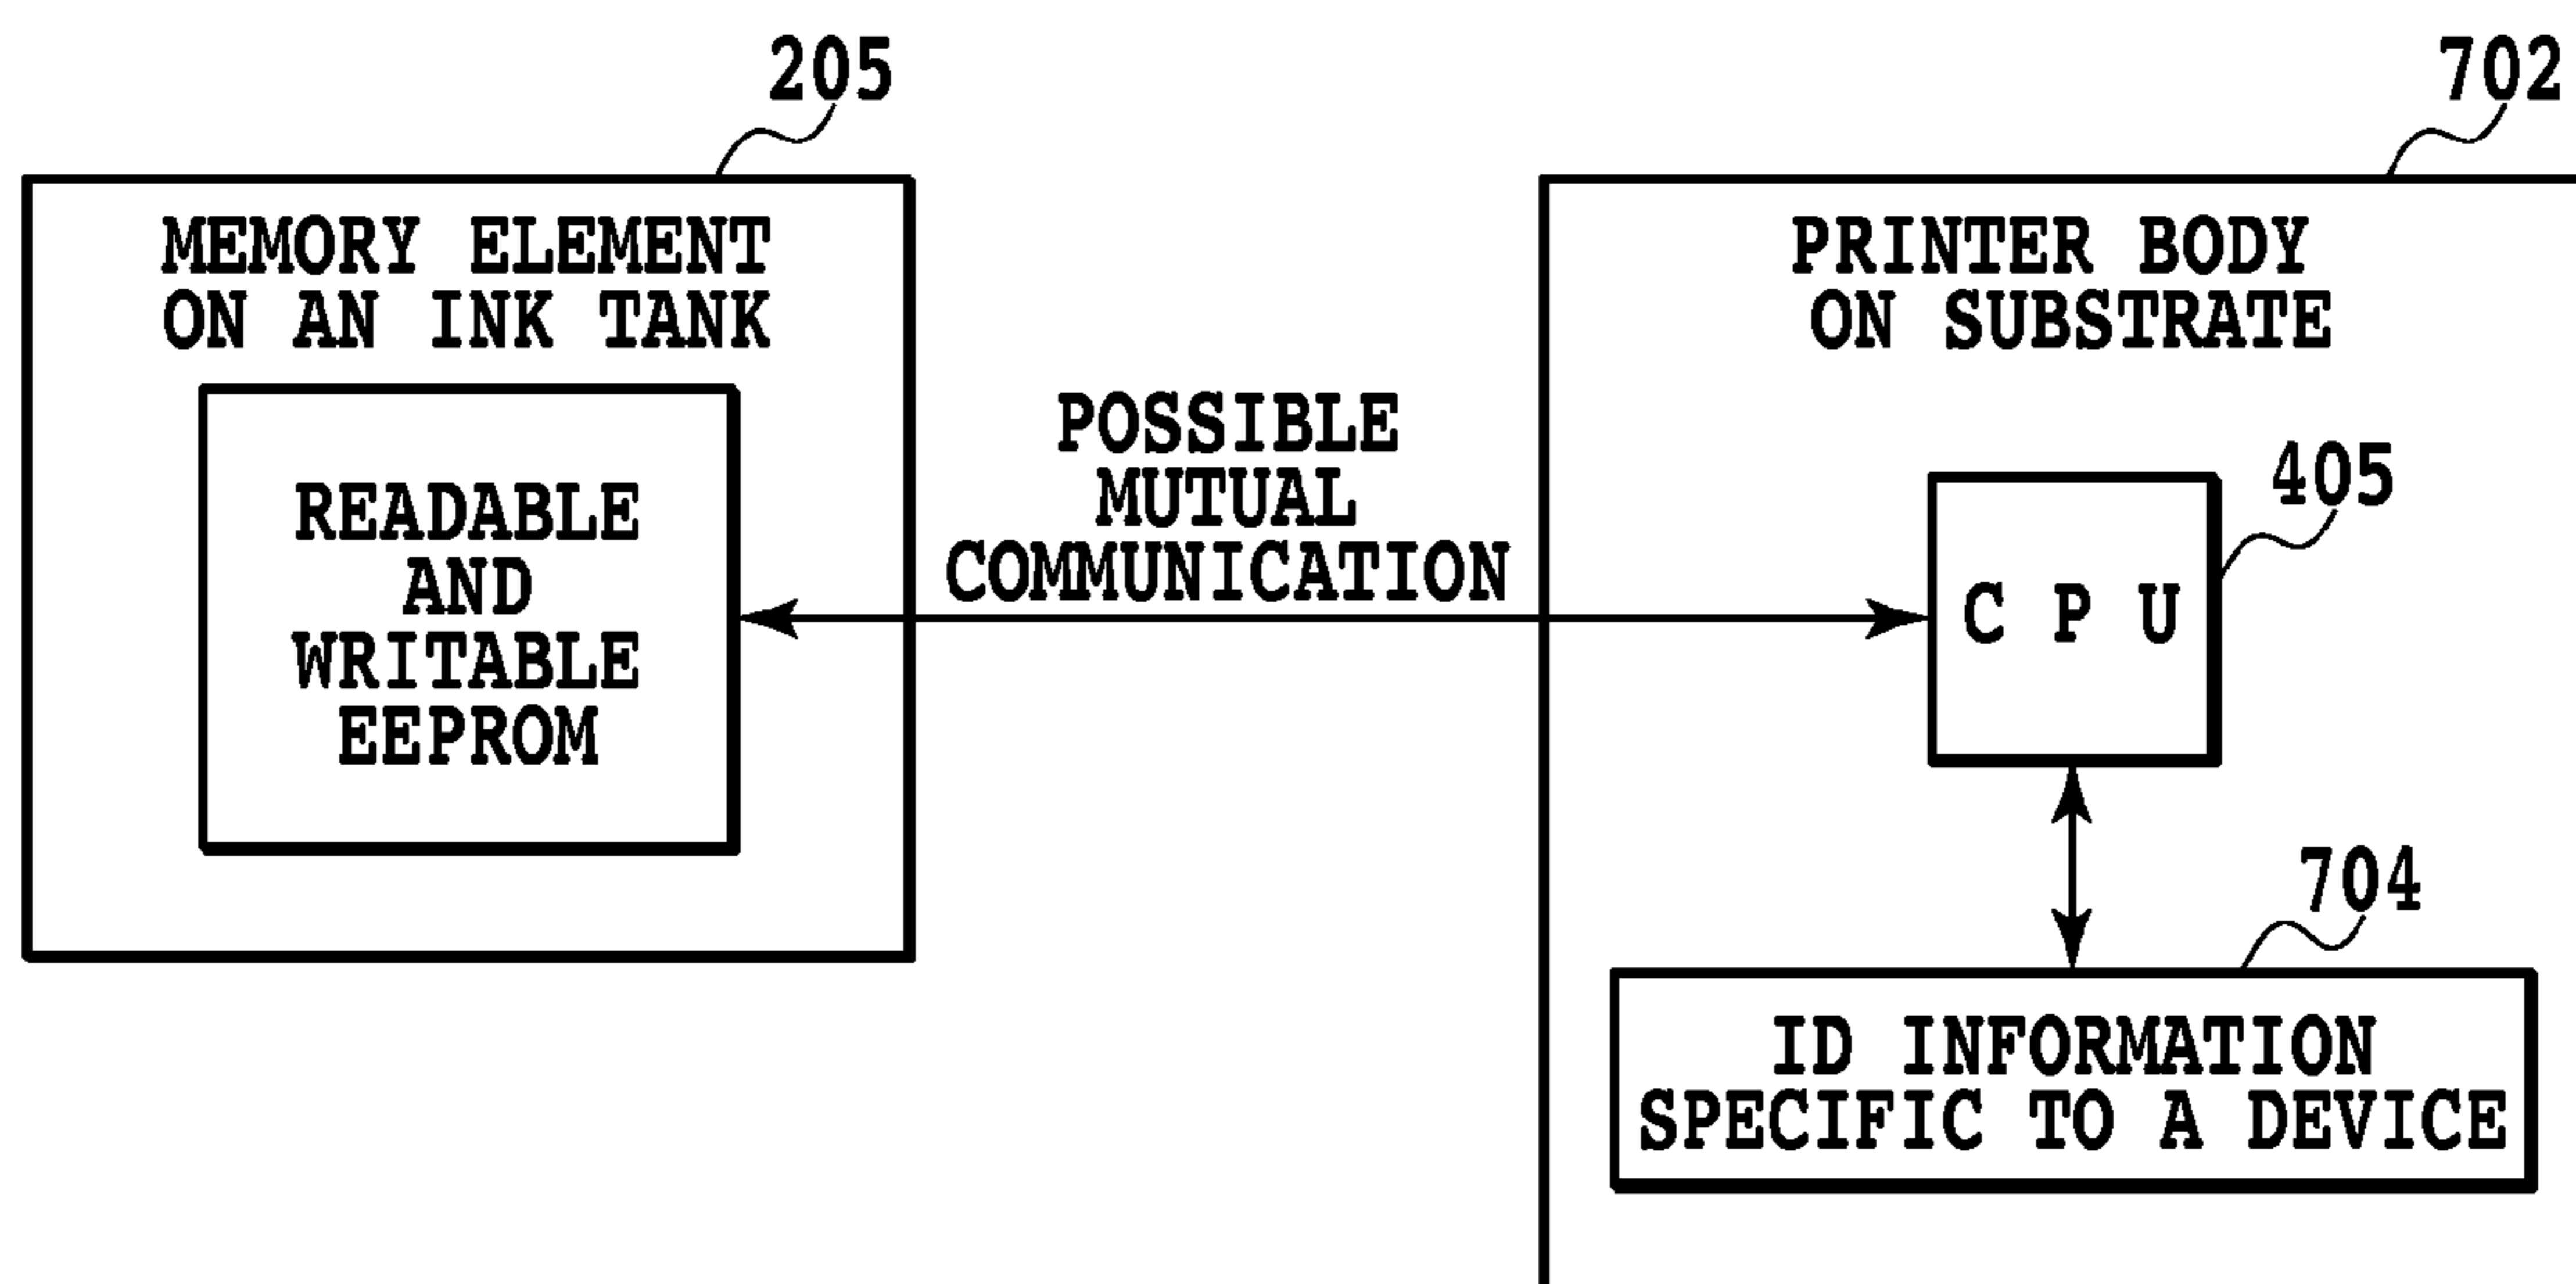 205
702
MEMORY ELEMENT
ON AN INK TANK
PRINTER BODY
ON SUBSTRATE
READABLE
AND
WRITABLE
EEPROM
POSSIBLE
MUTUAL
COMMUNICATION
405
C P U
704
ID INFORMATION
SPECIFIC TO A DEVICE